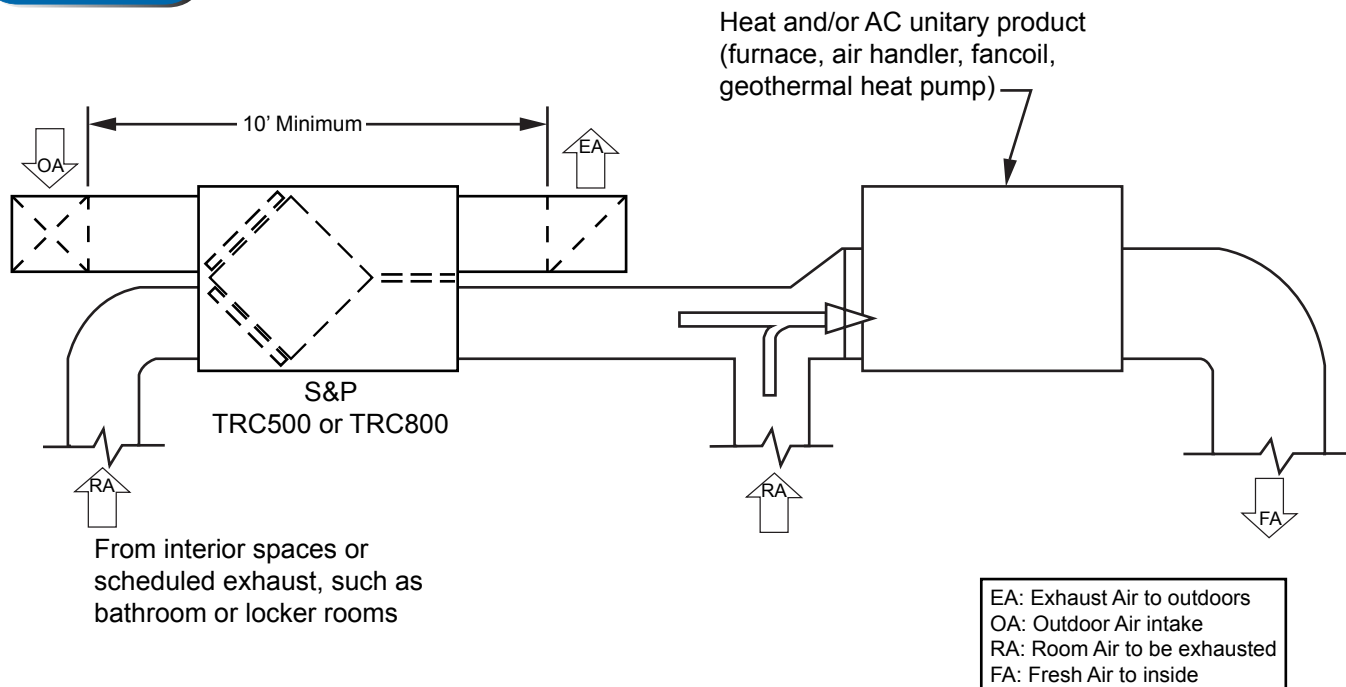 Heat and/or AC unitary product
(furnace, air handler, fancoil,
geothermal heat pump)
10' Minimum
OA
EA
S&P
TRC500 or TRC800
RA
RA
FA
From interior spaces or
scheduled exhaust, such as
bathroom or locker rooms
EA: Exhaust Air to outdoors
OA: Outdoor Air intake
RA: Room Air to be exhausted
FA: Fresh Air to inside